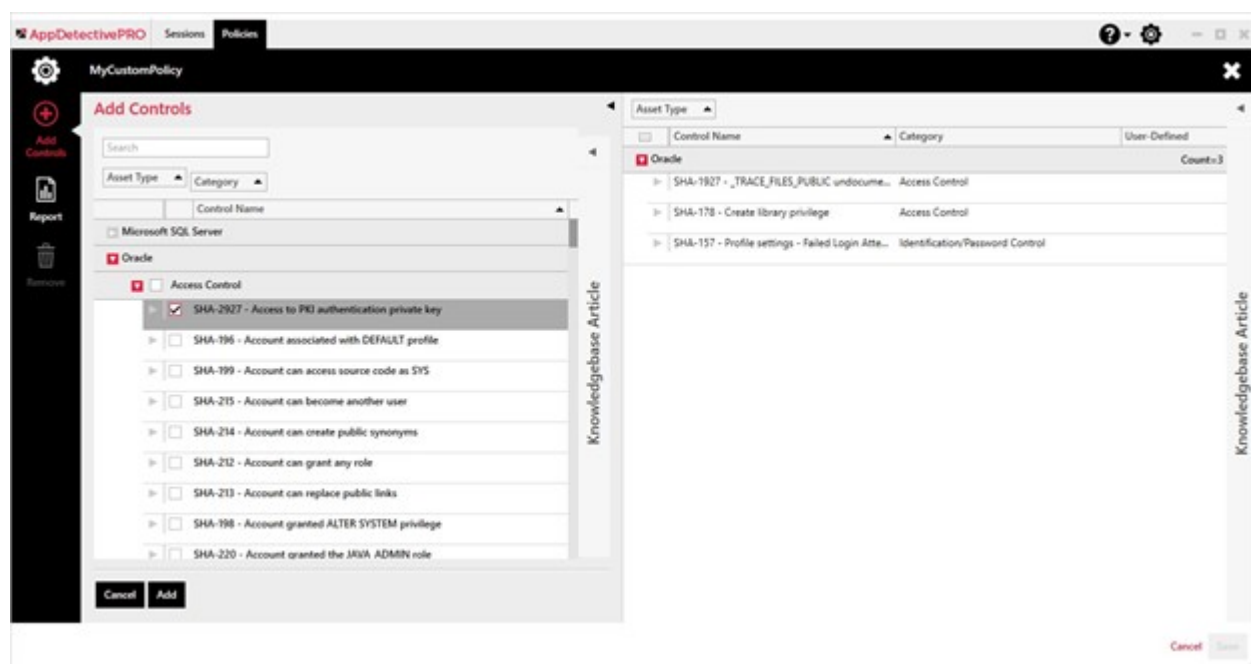 AppDetectivePRO Sessions Policies
MyCustomPolicy
Add Controls
Report
Remove
Add Controls
Search
Asset Type Category
Control Name
Microsoft SQL Server
Oracle
Access Control
SHA-2927 - Access to PKI authentication private key
SHA-196 - Account associated with DEFAULT profile
SHA-199 - Account can access source code as SYS
SHA-215 - Account can become another user
SHA-214 - Account can create public synonyms
SHA-212 - Account can grant any role
SHA-213 - Account can replace public links
SHA-198 - Account granted ALTER SYSTEM privilege
SHA-220 - Account granted the JAVA ADMIN role
Cancel Add
Knowledgebase Article
Asset Type
Control Name Category User-Defined
Oracle Count=3
SHA-1927 - _TRACE_FILES_PUBLIC undocume... Access Control
SHA-178 - Create library privilege Access Control
SHA-157 - Profile settings - Failed Login Atte... Identification/Password Control
Knowledgebase Article
Cancel Save